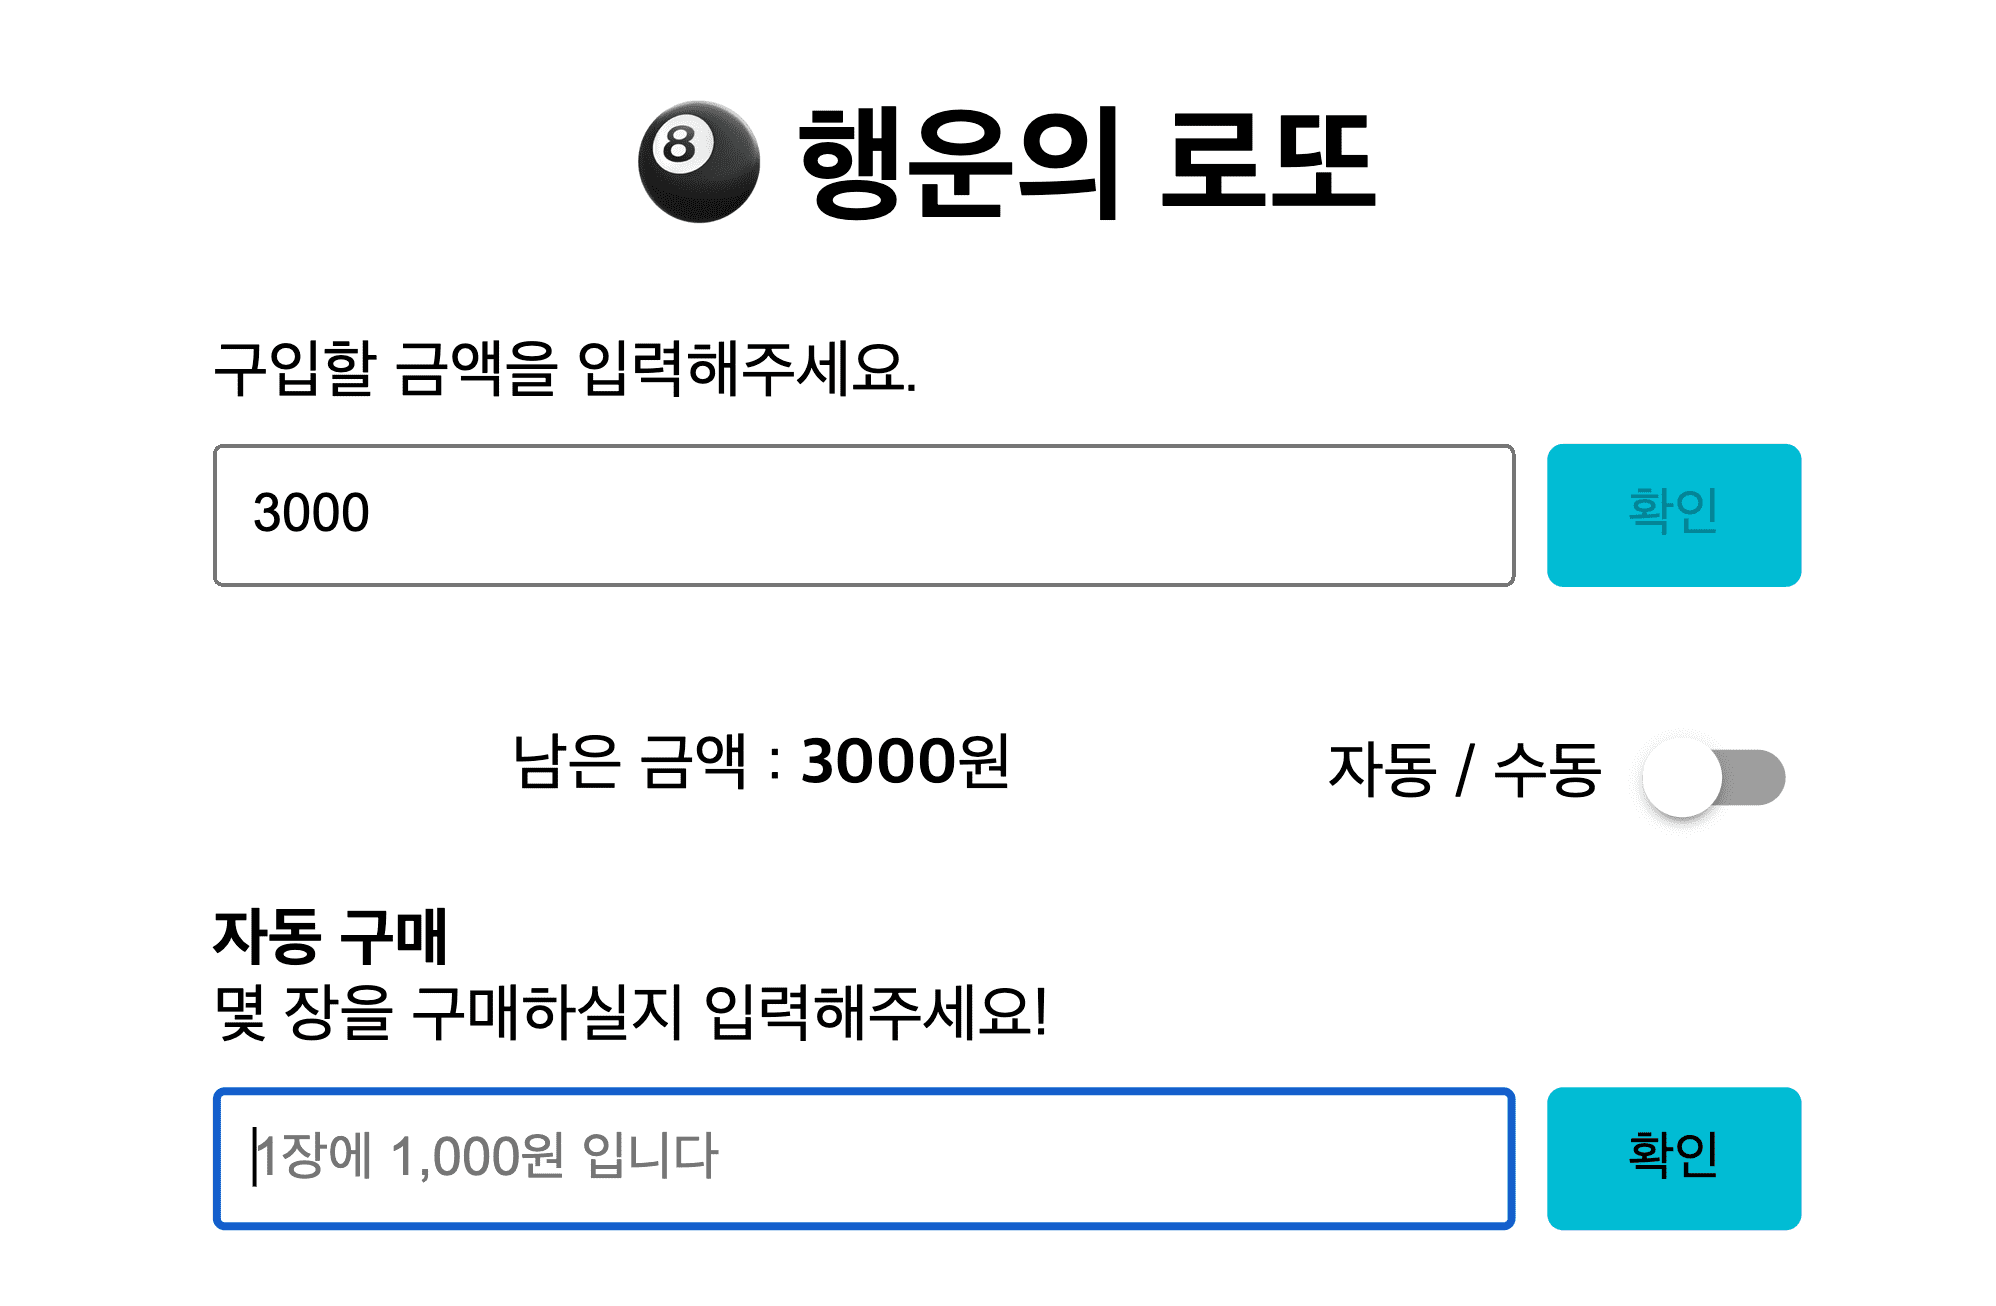 8 행운의 로또
구입할 금액을 입력해주세요.
3000 확인
남은 금액 : 3000원 자동 / 수동
자동 구매
몇 장을 구매하실지 입력해주세요!
1장에 1,000원 입니다 확인